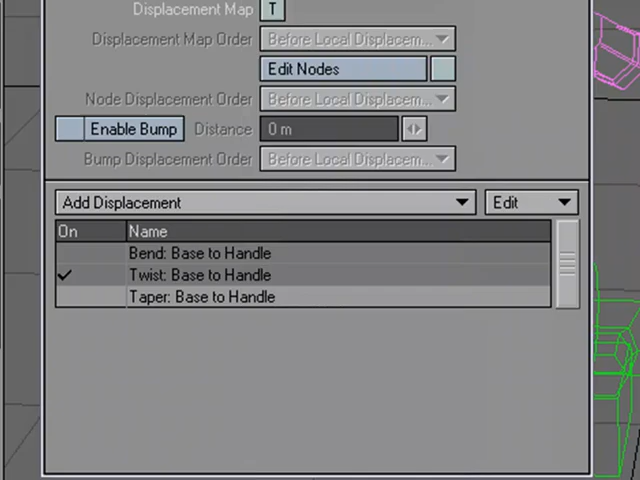 Displacement Map T
Displacement Map Order Before Local Displacem...
Edit Nodes
Node Displacement Order Before Local Displacem...
Enable Bump Distance 0 m
Bump Displacement Order Before Local Displacem...
Add Displacement Edit
On Name
Bend: Base to Handle
Twist: Base to Handle
Taper: Base to Handle